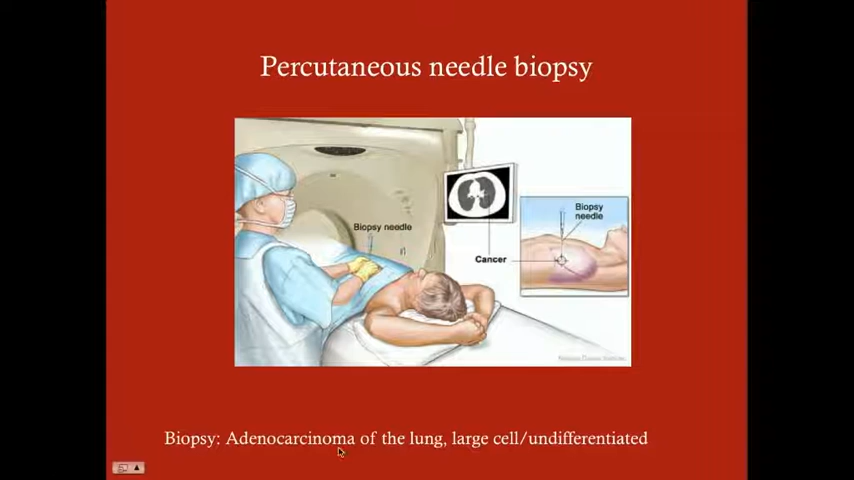 Percutaneous needle biopsy
Biopsy needle
Biopsy
needle
Cancer
Biopsy: Adenocarcinoma of the lung, large cell/undifferentiated